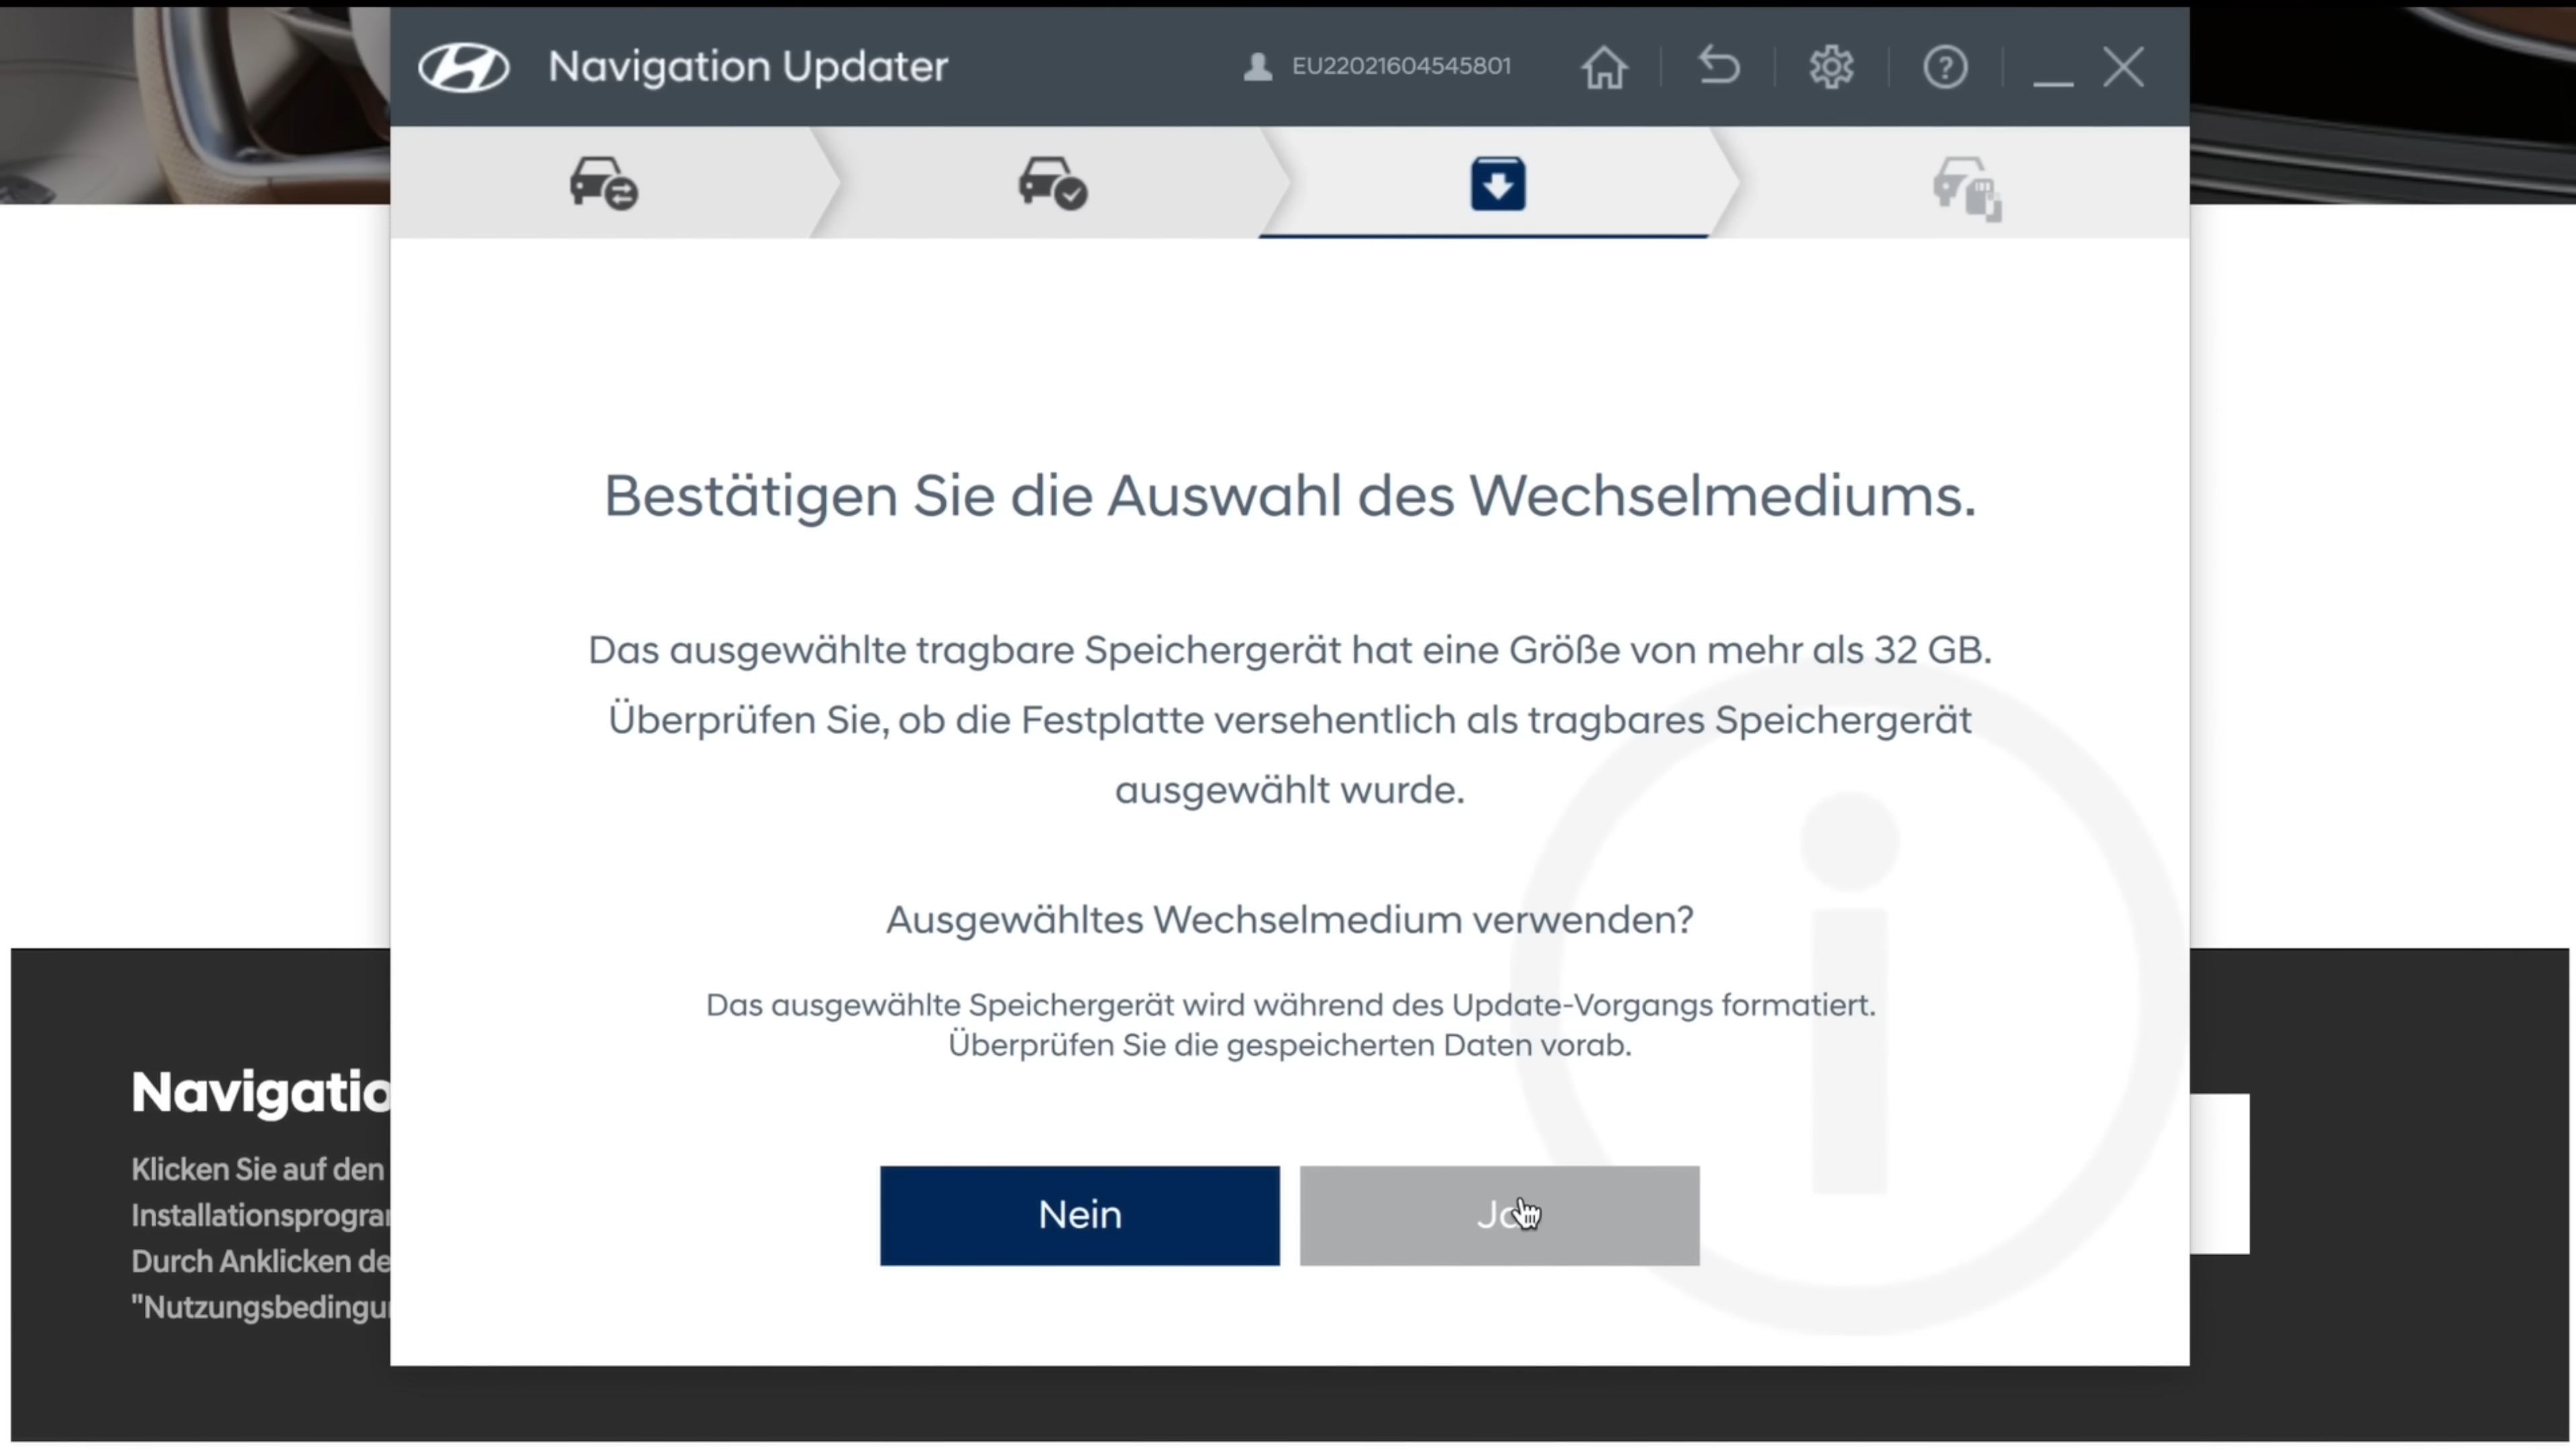 Navigation Updater
EU22021604545801
Bestätigen Sie die Auswahl des Wechselmediums.
Das ausgewählte tragbare Speichergerät hat eine Größe von mehr als 32 GB.
Überprüfen Sie, ob die Festplatte versehentlich als tragbares Speichergerät
ausgewählt wurde.
Ausgewähltes Wechselmedium verwenden?
Das ausgewählte Speichergerät wird während des Update-Vorgangs formatiert.
Überprüfen Sie die gespeicherten Daten vorab.
Nein
Klicken Sie auf den
Durch Anklicken